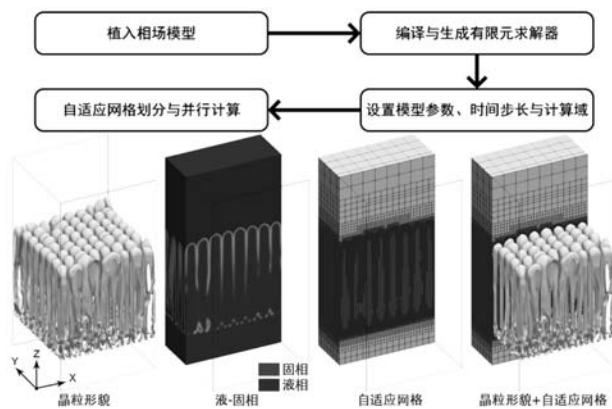 植入相场模型
编译与生成有限元求解器
自适应网格划分与并行计算
设置模型参数、时间步长与计算域
Z
Y
X
固相
液相
晶粒形貌
液-固相
自适应网格
晶粒形貌+自适应网格